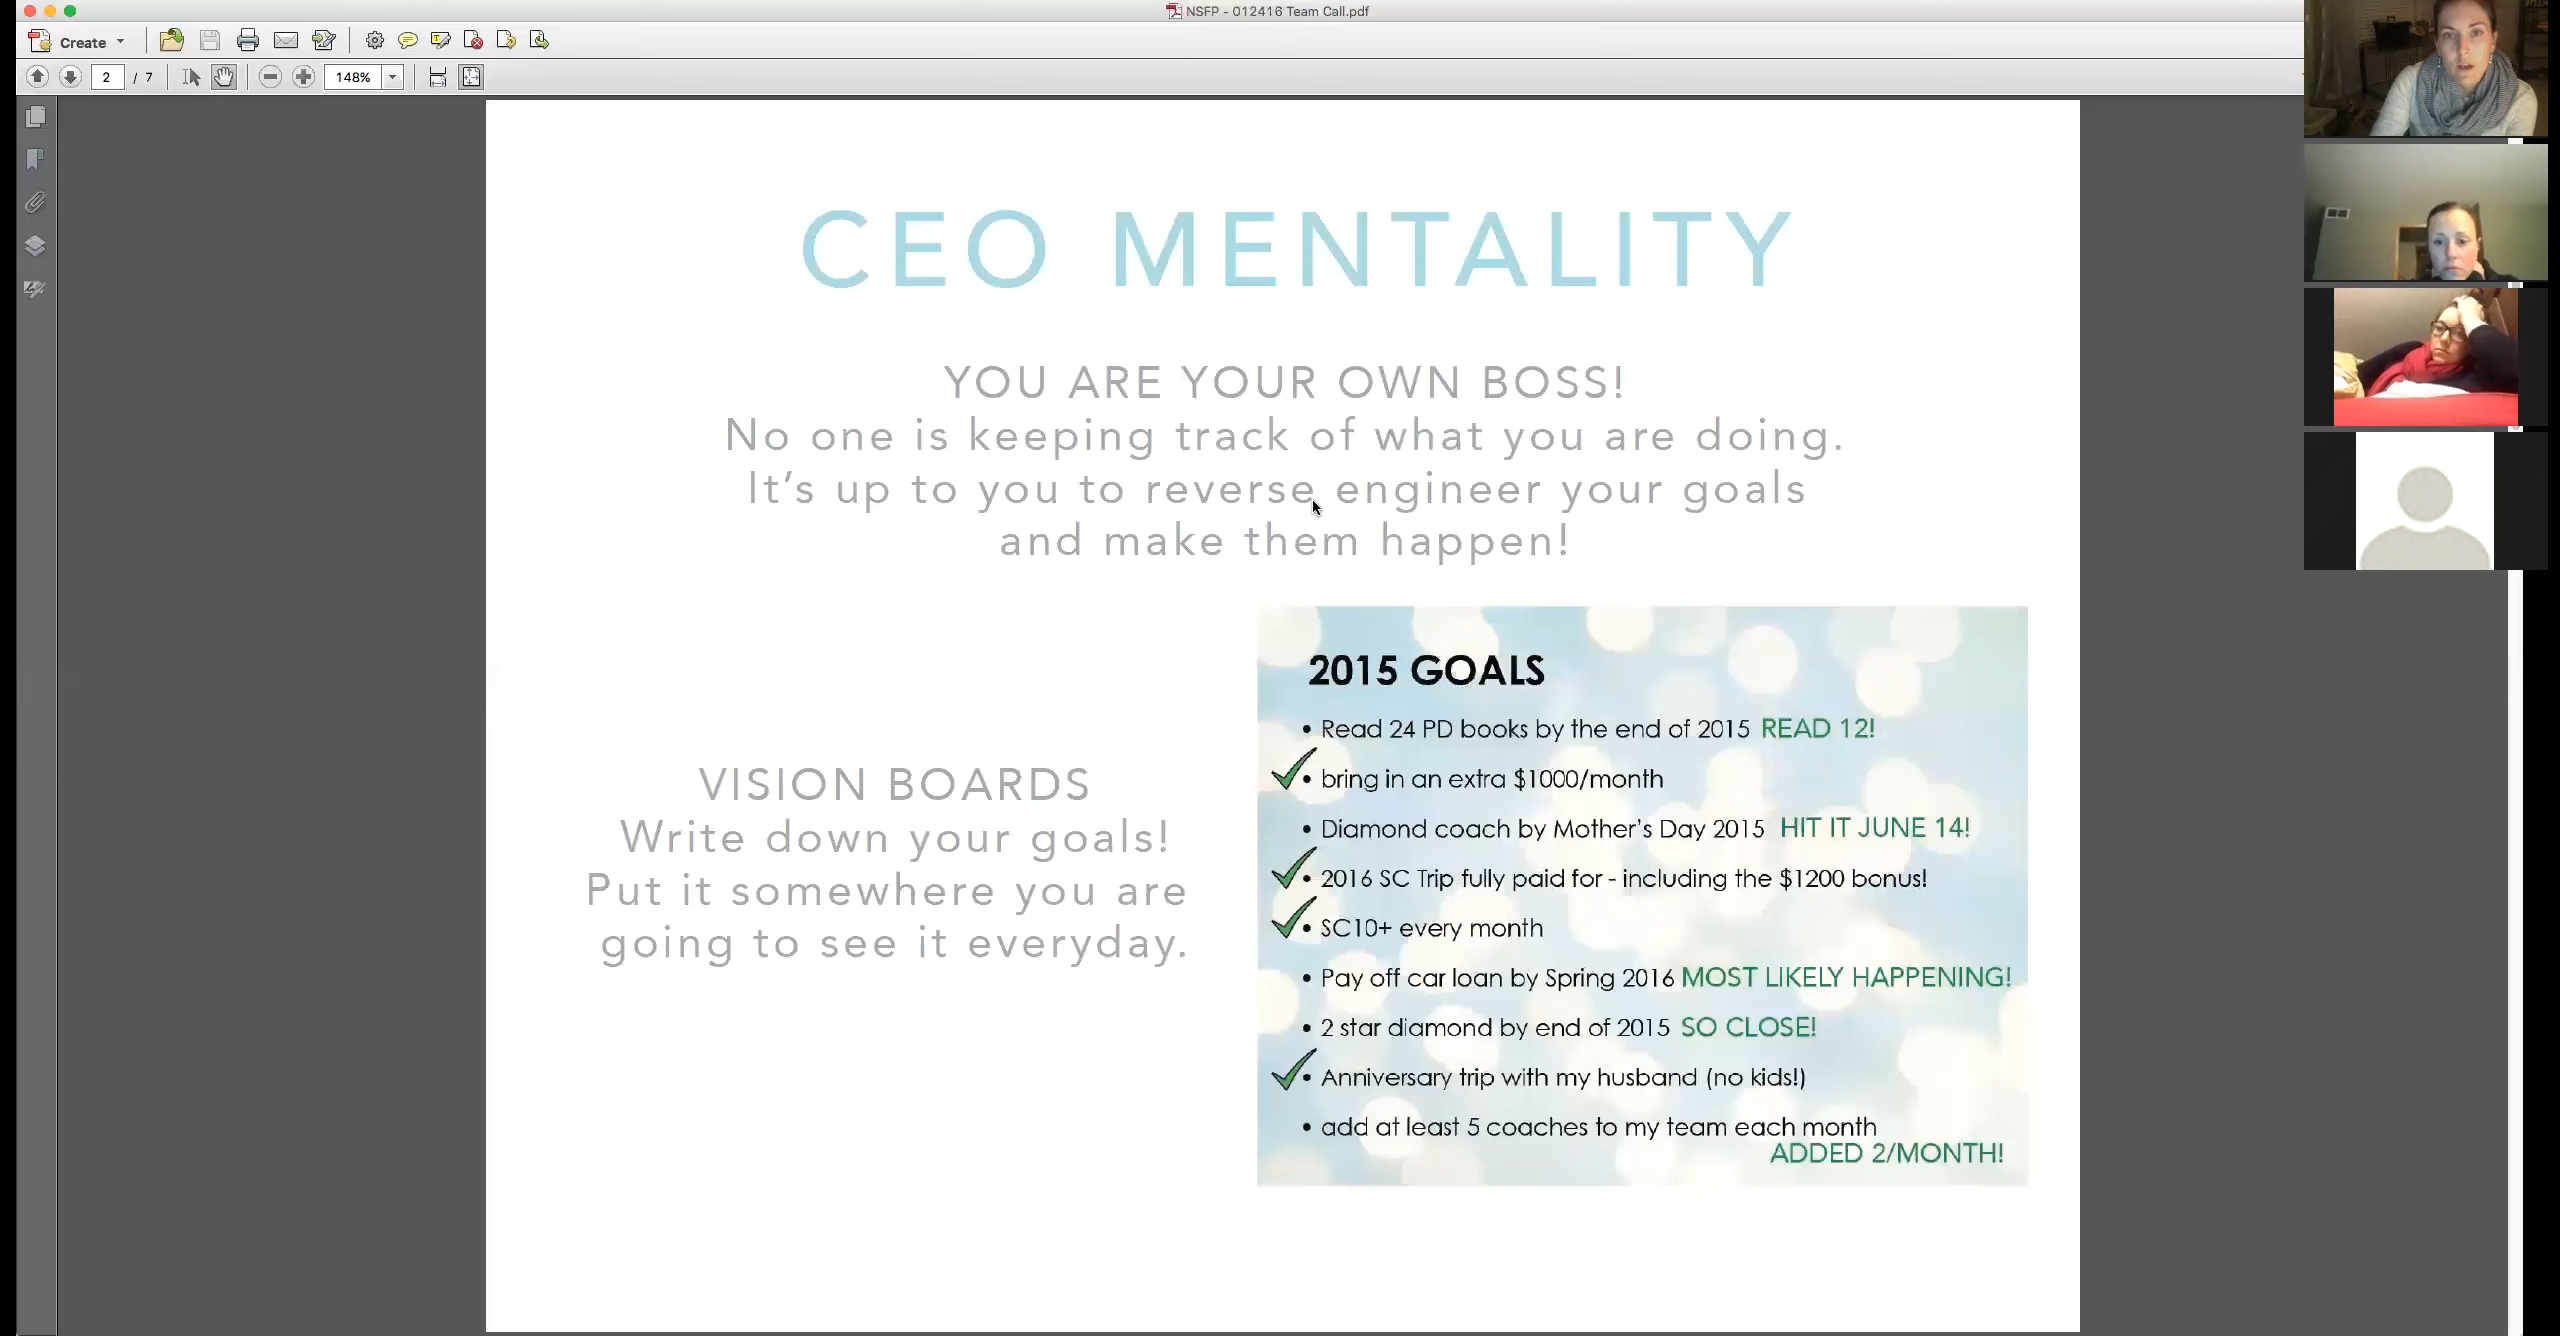 NSFP - 012416 Team Call.pdf
Create
2 / 7
148%
CEO MENTALITY
YOU ARE YOUR OWN BOSS!
No one is keeping track of what you are doing.
It’s up to you to reverse engineer your goals
and make them happen!
VISION BOARDS
Write down your goals!
Put it somewhere you are
going to see it everyday.
2015 GOALS
• Read 24 PD books by the end of 2015 READ 12!
• bring in an extra $1000/month
• Diamond coach by Mother’s Day 2015 HIT IT JUNE 14!
• 2016 SC Trip fully paid for - including the $1200 bonus!
• SC10+ every month
• Pay off car loan by Spring 2016 MOST LIKELY HAPPENING!
• 2 star diamond by end of 2015 SO CLOSE!
• Anniversary trip with my husband (no kids!)
• add at least 5 coaches to my team each month
ADDED 2/MONTH!